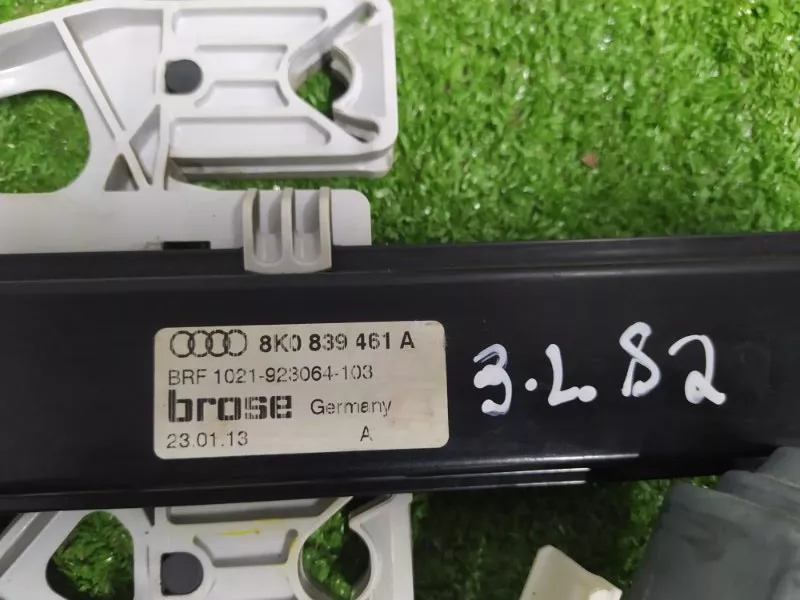 8K0 839 461 A
BRF 1021-923064-103
brose Germany
23.01.13 A
3.L. 82